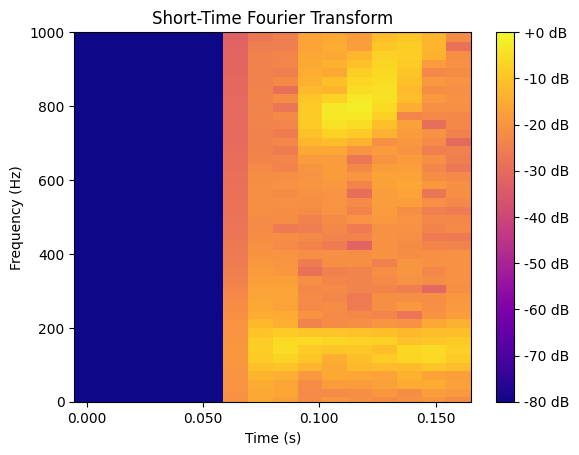 Short-Time Fourier Transform
Frequency (Hz)
1000
800
600
400
200
0
0.000 0.050 0.100 0.150
Time (s)
+0 dB
-10 dB
-20 dB
-30 dB
-40 dB
-50 dB
-60 dB
-70 dB
-80 dB